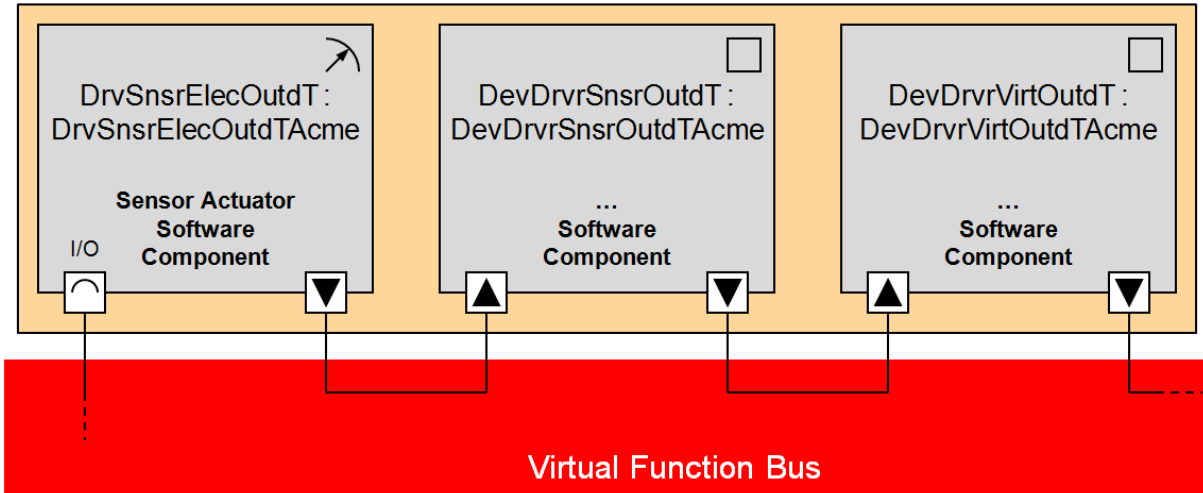 DrvSnsrElecOutdT :
DrvSnsrElecOutdTAcme
Sensor Actuator
Software
Component
I/O
DevDrvrSnsrOutdT :
DevDrvrSnsrOutdTAcme
...
Software
Component
DevDrvrVirtOutdT :
DevDrvrVirtOutdTAcme
...
Software
Component
Virtual Function Bus